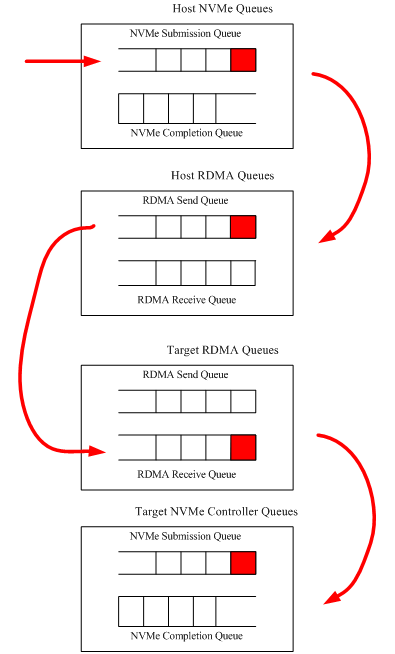 Host NVMe Queues
NVMe Submission Queue
NVMe Completion Queue
Host RDMA Queues
RDMA Send Queue
RDMA Receive Queue
Target RDMA Queues
RDMA Send Queue
RDMA Receive Queue
Target NVMe Controller Queues
NVMe Submission Queue
NVMe Completion Queue